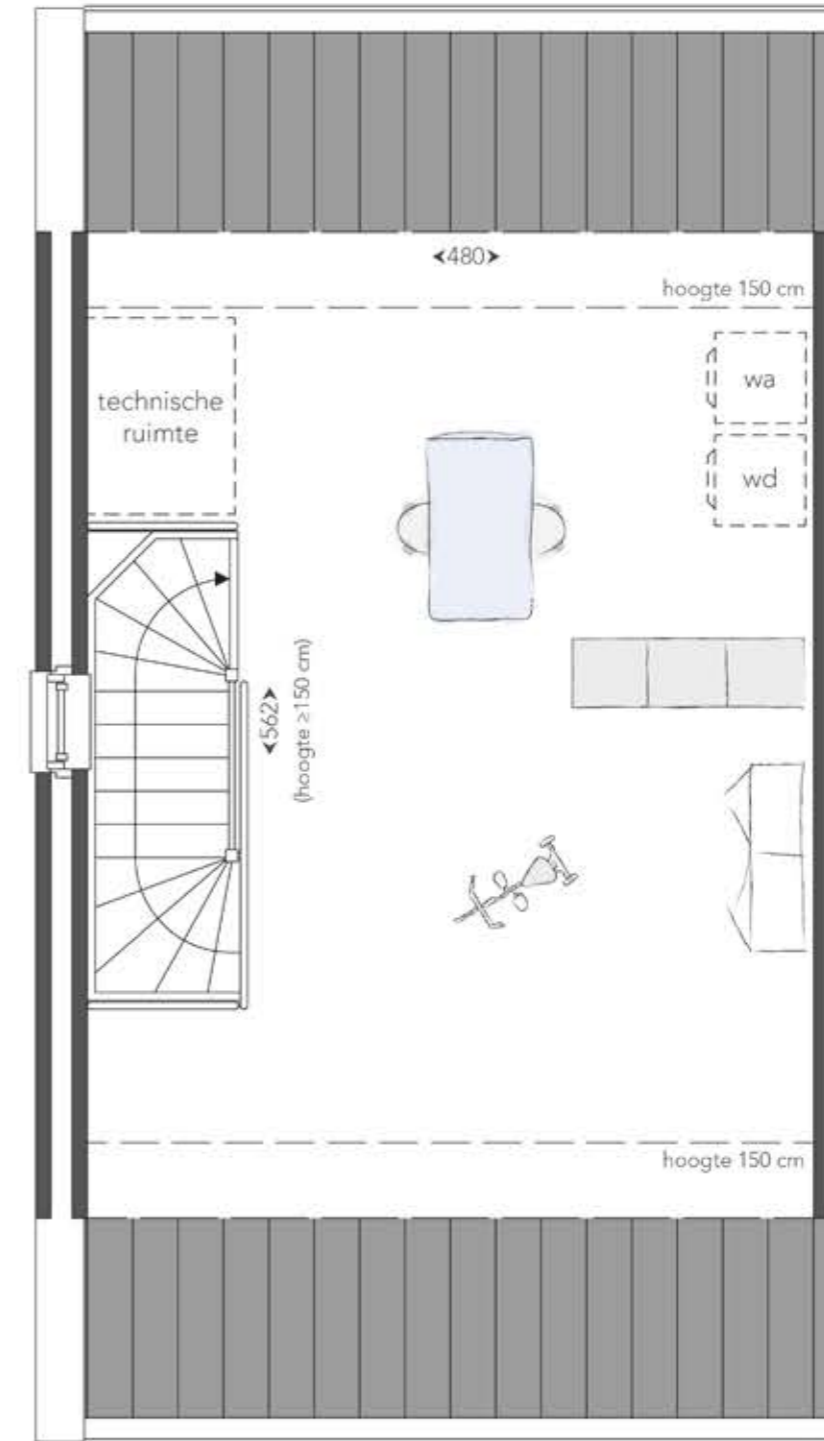 <480>
hoogte 150 cm
technische
ruimte
wa
wd
<562>
(hoogte ≥150 cm)
hoogte 150 cm